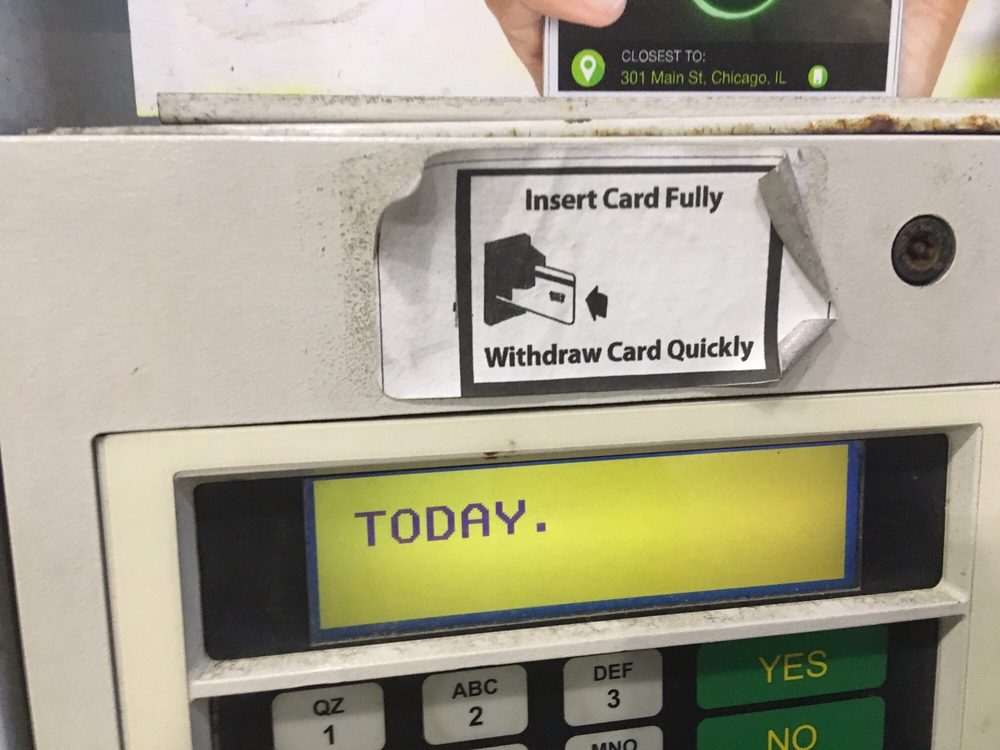 CLOSEST TO:
301 Main St, Chicago, IL
Insert Card Fully
Withdraw Card Quickly
TODAY.
QZ
1
ABC
2
DEF
3
YES
MNO
NO